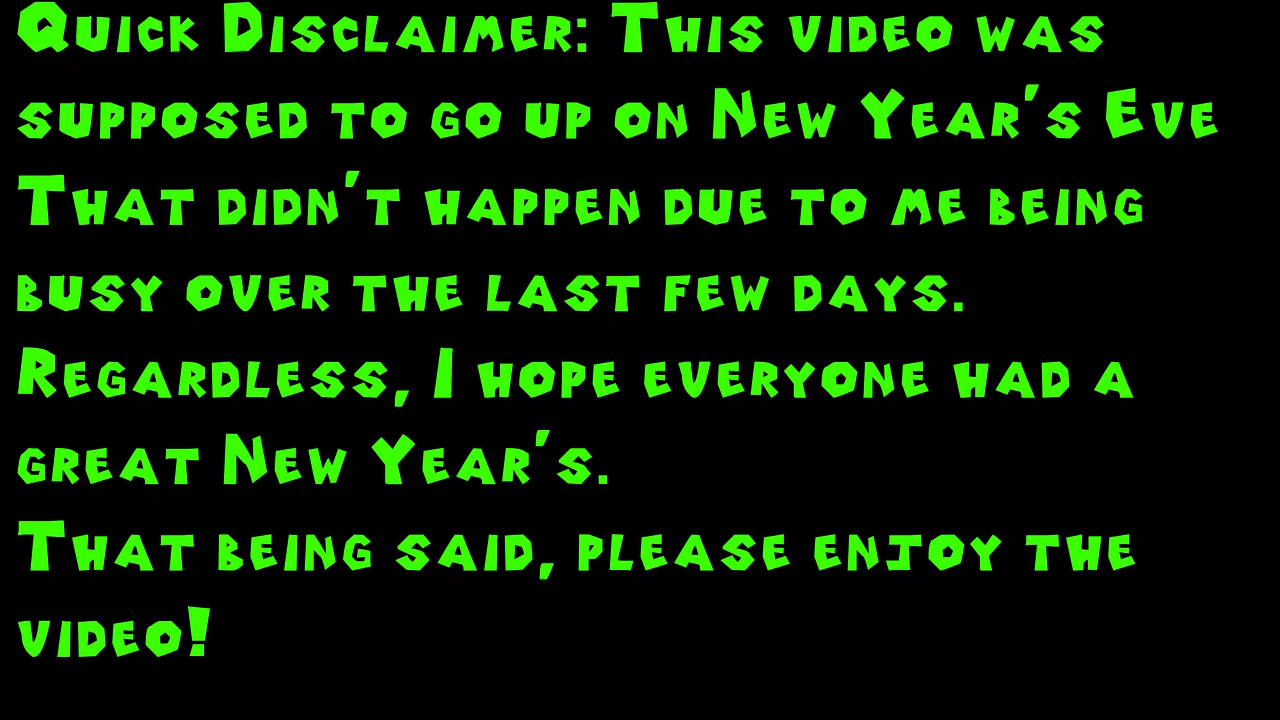 Quick Disclaimer: This video was
supposed to go up on New Year's Eve
That didn't happen due to me being
busy over the last few days.
Regardless, I hope everyone had a
great New Year's.
That being said, please enjoy the
video!